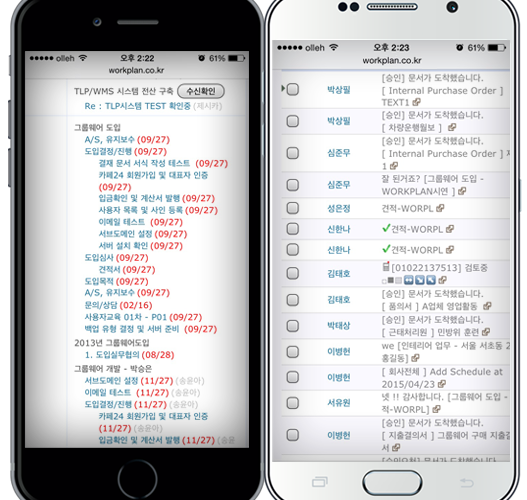 olleh 오후 2:22 61%
workplan.co.kr
TLP/WMS 시스템 전산 구축 수신확인
Re : TLP시스템 TEST 확인중 (제시카)
그룹웨어 도입
A/S, 유지보수 (09/27)
도입결정/진행 (09/27)
결재 문서 서식 작성 테스트 (09/27)
카페24 회원가입 및 대표자 인증
(09/27)
입금확인 및 계산서 발행 (09/27)
사용자 목록 및 사인 등록 (09/27)
이메일 테스트 (09/27)
서브도메인 설정 (09/27)
서버 설치 확인 (09/27)
도입심사 (09/27)
견적서 (09/27)
도입목적 (09/27)
A/S, 유지보수 (09/27)
문의/상담 (02/16)
사용자교육 01차 - P01 (09/27)
백업 유형 결정 및 서버 준비 (09/27)
2013년 그룹웨어도입
1. 도입실무협의 (08/28)
그룹웨어 개발 - 박승은
서브도메인 설정 (11/27) (송윤아)
이메일 테스트 (11/27) (송윤아)
도입결정/진행 (11/27) (송윤아)
카페24 회원가입 및 대표자 인증
(11/27) (송윤아)
입금확인 및 계산서 발행 (11/27) (송윤
olleh 오후 2:23 61%
workplan.co.kr
박상필 [승인] 문서가 도착했습니다.
[ Internal Purchase Order ]
TEXT1
박상필 [승인] 문서가 도착했습니다.
[ 차량운행월보 ]
심준무 [승인] 문서가 도착했습니다.
[ Internal Purchase Order ]
1
심준무 잘 된거죠? [그룹웨어 도입 -
WORKPLAN시연 ]
성은정 견적-WORPL
신한나 ✓견적-WORPL
신한나 ✓견적-WORPL
김태호 [01022137513] 검토중
김태호 [승인] 문서가 도착했습니다.
[ 품의서 ] A업체 영업활동
박태상 [승인] 문서가 도착했습니다.
[ 근태처리원 ] 민방위 훈련
이병헌 we [인테리어 업무 - 서울 서초동 2
홍길동]
이병헌 [ 회사전체 ] Add Schedule at
2015/04/23
서유원 넷 !! 감사합니다. [그룹웨어 도입 -
적-WORPL]
이병헌 [승인] 문서가 도착했습니다.
[ 지출결의서 ] 그룹웨어 구매 지출
서